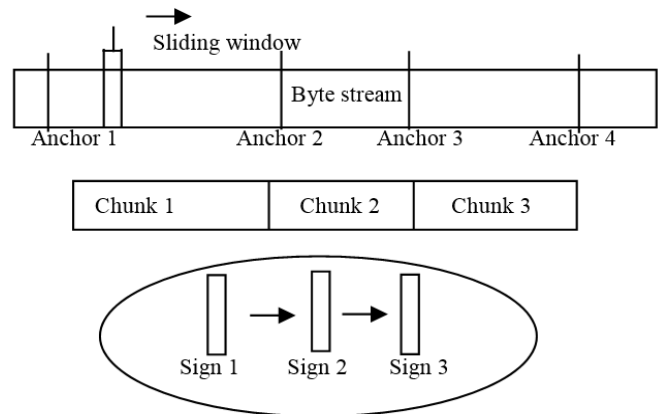 Sliding window
Byte stream
Anchor 1 Anchor 2 Anchor 3 Anchor 4
Chunk 1 Chunk 2 Chunk 3
Sign 1 Sign 2 Sign 3